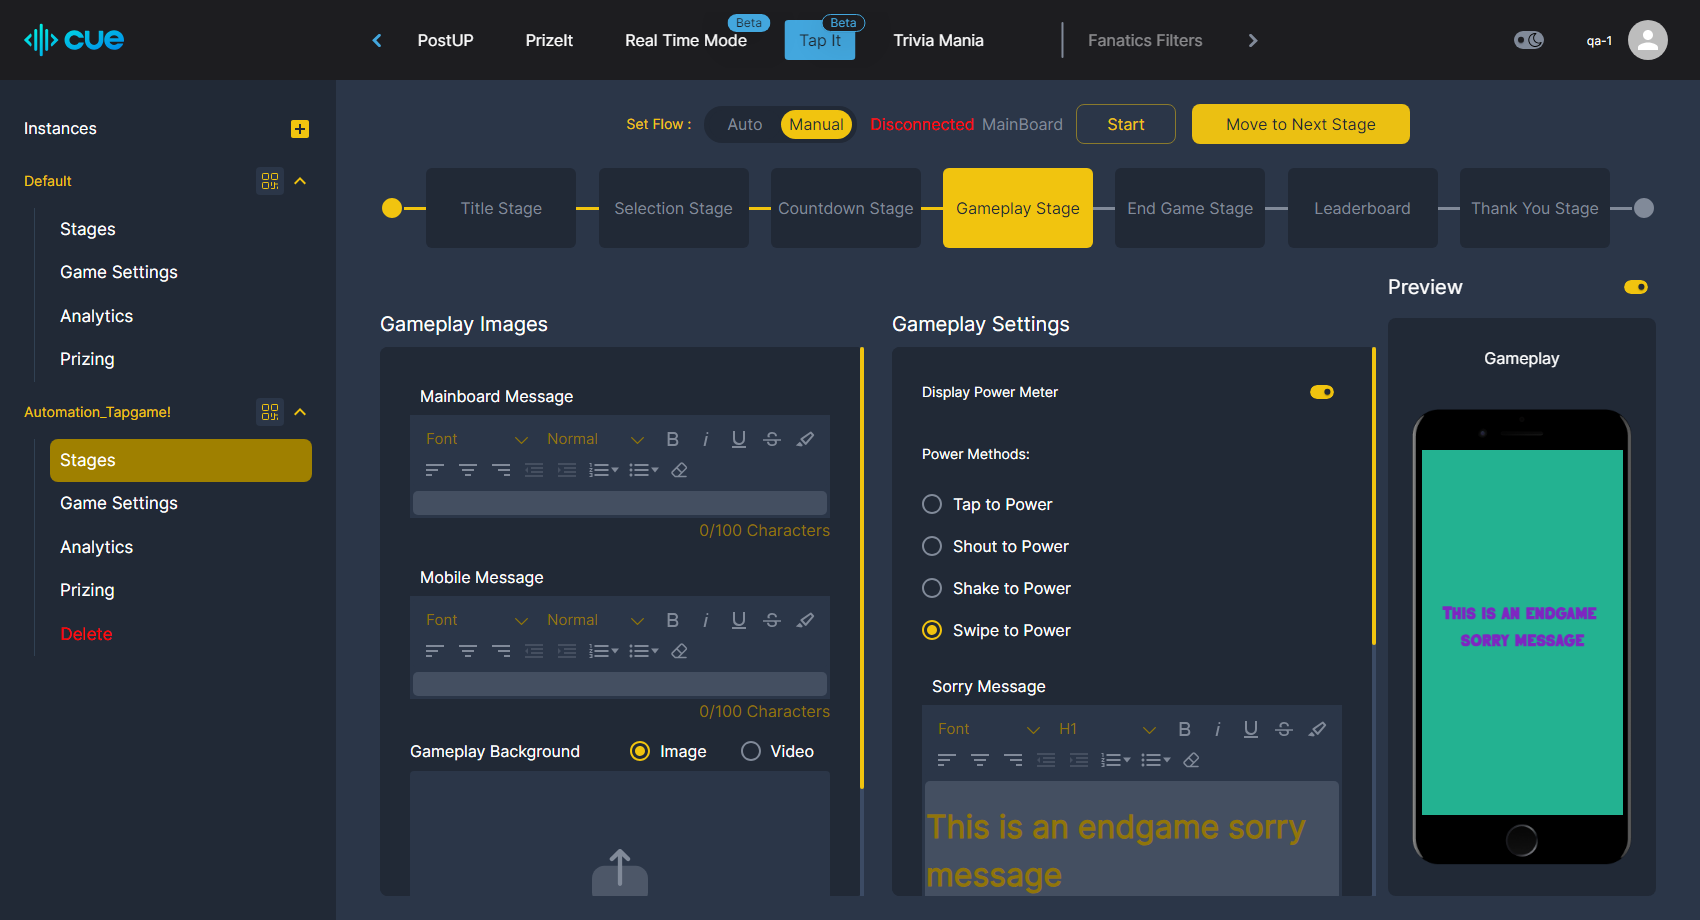 cue
PostUP
PrizeIt
Real Time Mode
Beta
Tap It
Beta
Trivia Mania
Fanatics Filters
qa-1
Instances
Default
Stages
Game Settings
Analytics
Prizing
Automation_Tapgame!
Stages
Game Settings
Analytics
Prizing
Delete
Set Flow :
Auto
Manual
Disconnected MainBoard
Start
Move to Next Stage
Title Stage
Selection Stage
Countdown Stage
Gameplay Stage
End Game Stage
Leaderboard
Thank You Stage
Gameplay Images
Mainboard Message
Font
Normal
0/100 Characters
Mobile Message
Font
Normal
0/100 Characters
Gameplay Background
Image
Video
Gameplay Settings
Display Power Meter
Power Methods:
Tap to Power
Shout to Power
Shake to Power
Swipe to Power
Sorry Message
Font
H1
This is an endgame sorry
message
Preview
Gameplay
This is an endgame
sorry message